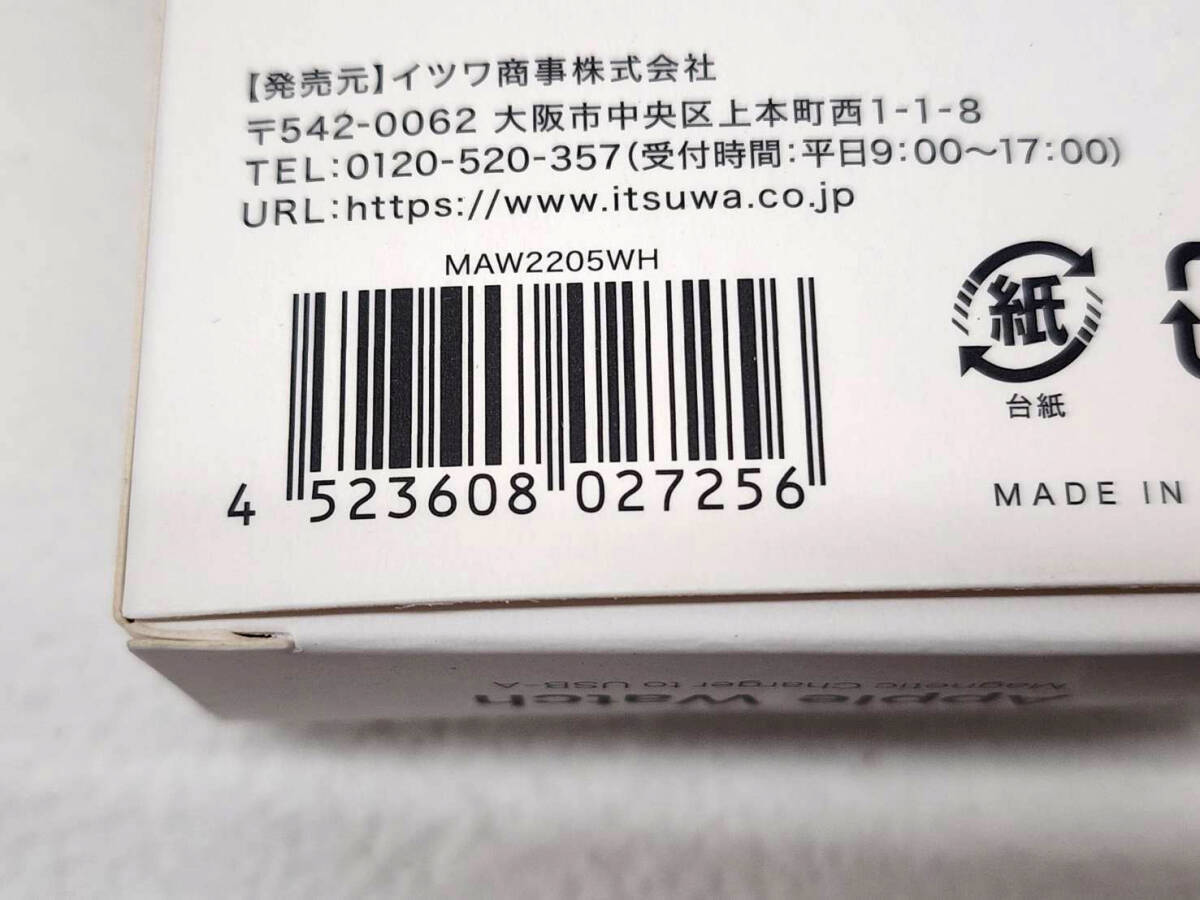 【発売元】イツワ商事株式会社
〒542-0062 大阪市中央区上本町西1-1-8
TEL:0120-520-357(受付時間:平日9:00～17:00)
URL:https://www.itsuwa.co.jp
MAW2205WH
紙
台紙
4 523608 027256
MADE IN
Apple Watch
Magnetic Charger to USB-A